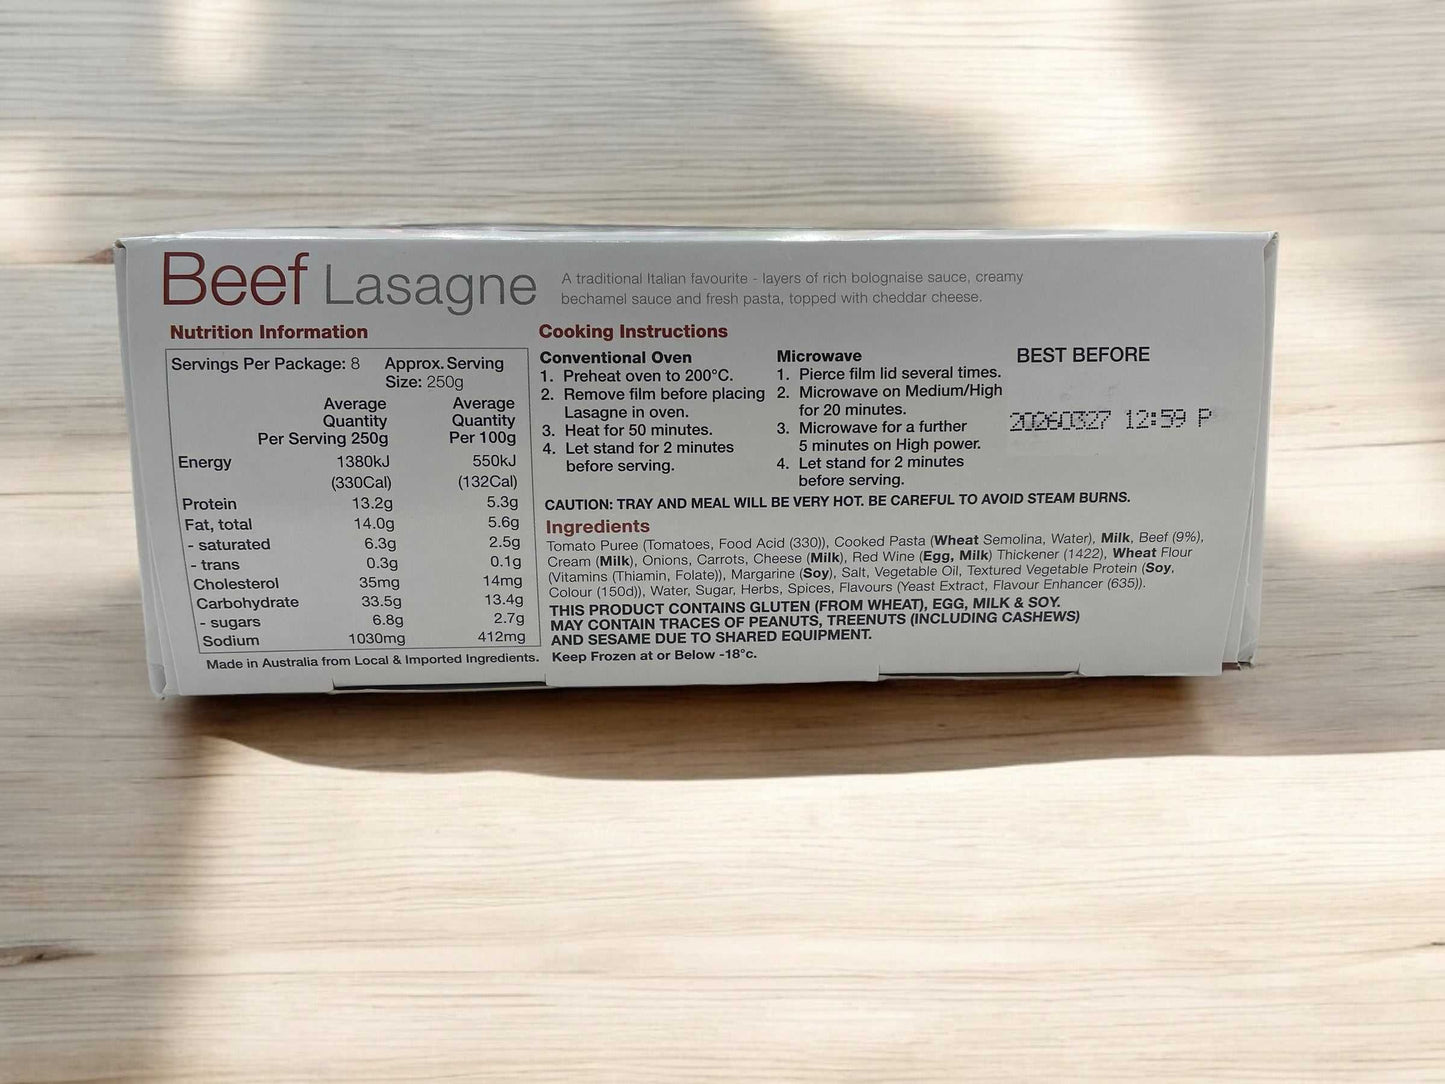 Beef Lasagne
A traditional Italian favourite - layers of rich bolognaise sauce, creamy
bechamel sauce and fresh pasta, topped with cheddar cheese.
Nutrition Information
Servings Per Package: 8 Approx. Serving
Size: 250g
Average Average
Quantity Quantity
Per Serving 250g Per 100g
Energy 1380kJ 550kJ
(330Cal) (132Cal)
Protein 13.2g 5.3g
Fat, total 14.0g 5.6g
- saturated 6.3g 2.5g
- trans 0.3g 0.1g
Cholesterol 35mg 14mg
Carbohydrate 33.5g 13.4g
- sugars 6.8g 2.7g
Sodium 1030mg 412mg
Made in Australia from Local & Imported Ingredients.
Cooking Instructions
Conventional Oven
1. Preheat oven to 200°C.
2. Remove film before placing
Lasagne in oven.
3. Heat for 50 minutes.
4. Let stand for 2 minutes
before serving.
Microwave
1. Pierce film lid several times.
2. Microwave on Medium/High
for 20 minutes.
3. Microwave for a further
5 minutes on High power.
4. Let stand for 2 minutes
before serving.
BEST BEFORE
20260327 12:59 P
CAUTION: TRAY AND MEAL WILL BE VERY HOT. BE CAREFUL TO AVOID STEAM BURNS.
Ingredients
Tomato Puree (Tomatoes, Food Acid (330)), Cooked Pasta (Wheat Semolina, Water), Milk, Beef (9%),
Cream (Milk), Onions, Carrots, Cheese (Milk), Red Wine (Egg, Milk) Thickener (1422), Wheat Flour
(Vitamins (Thiamin, Folate)), Margarine (Soy), Salt, Vegetable Oil, Textured Vegetable Protein (Soy,
Colour (150d)), Water, Sugar, Herbs, Spices, Flavours (Yeast Extract, Flavour Enhancer (635)).
THIS PRODUCT CONTAINS GLUTEN (FROM WHEAT), EGG, MILK & SOY.
MAY CONTAIN TRACES OF PEANUTS, TREENUTS (INCLUDING CASHEWS)
AND SESAME DUE TO SHARED EQUIPMENT.
Keep Frozen at or Below -18°c.